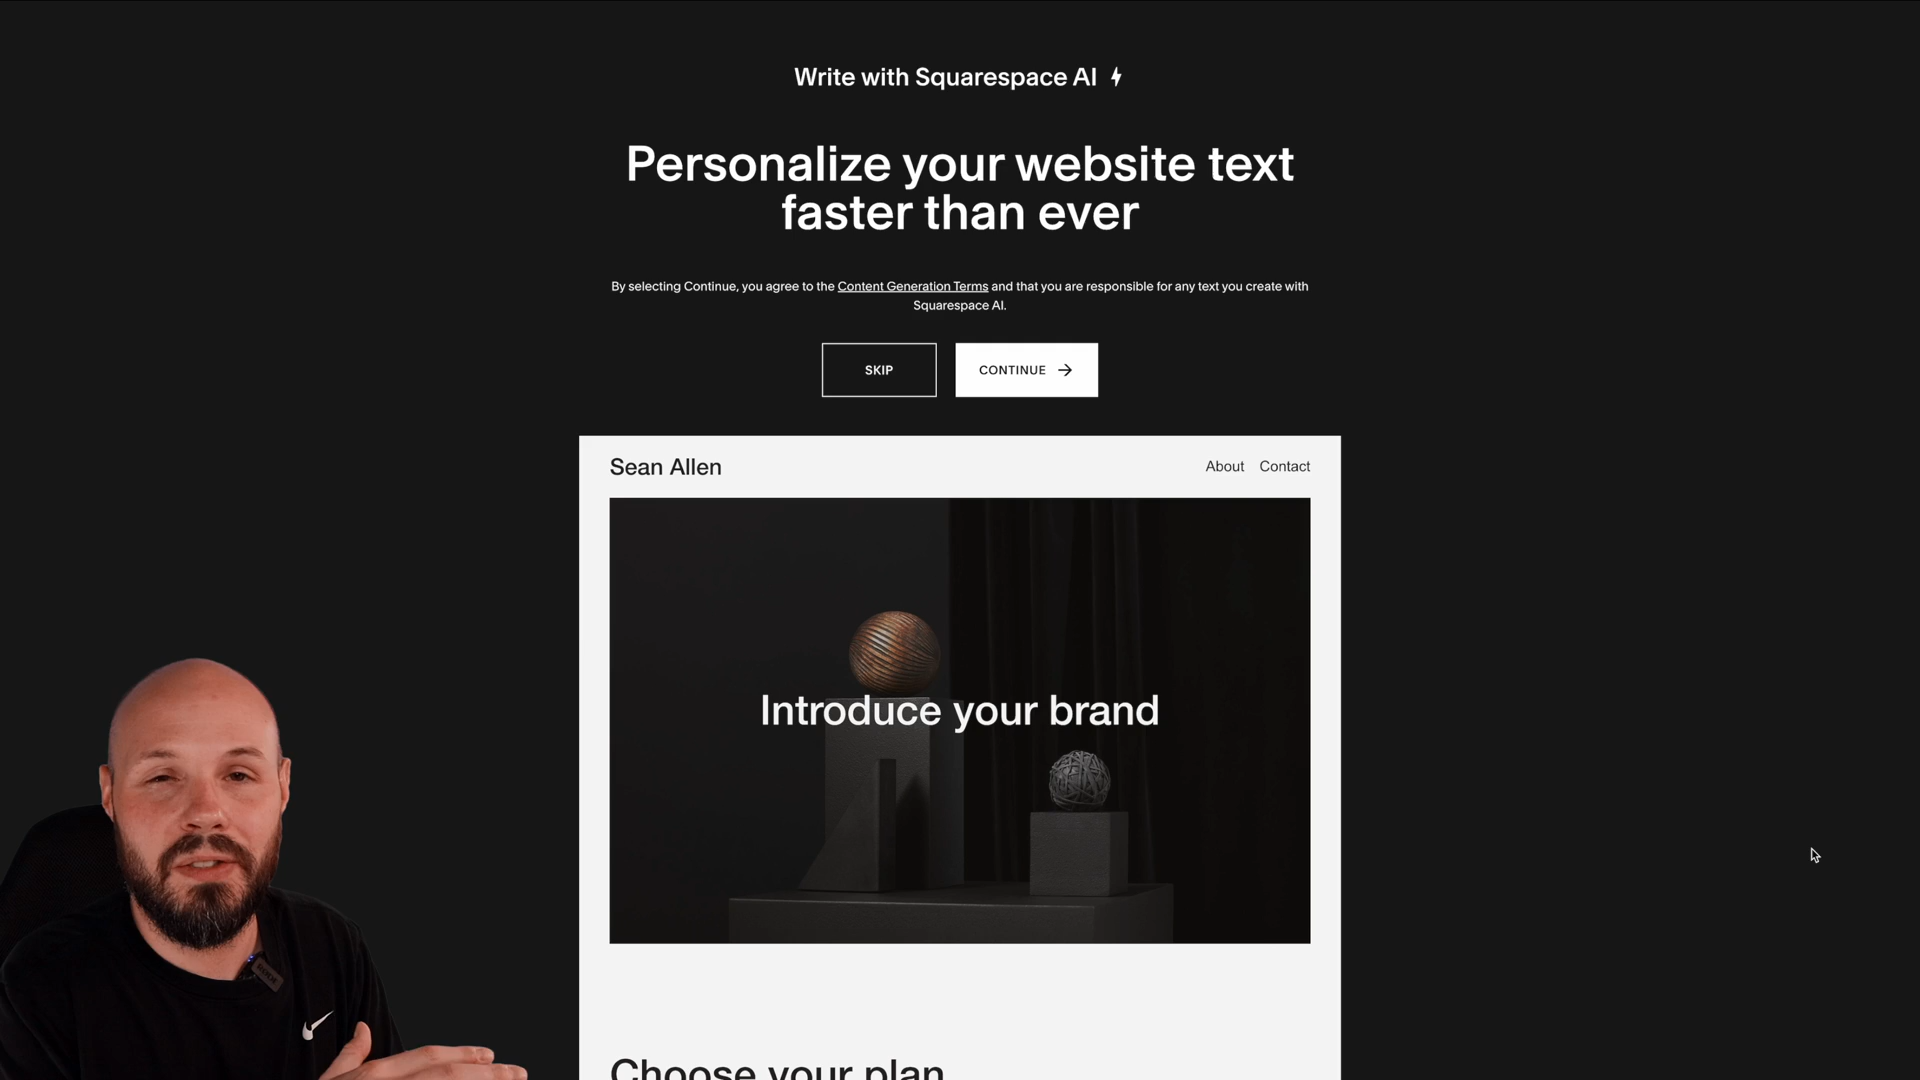 Write with Squarespace AI
Personalize your website text
faster than ever
By selecting Continue, you agree to the Content Generation Terms and that you are responsible for any text you create with
Squarespace AI.
SKIP
CONTINUE
Sean Allen
About
Contact
Introduce your brand
Choose your plan